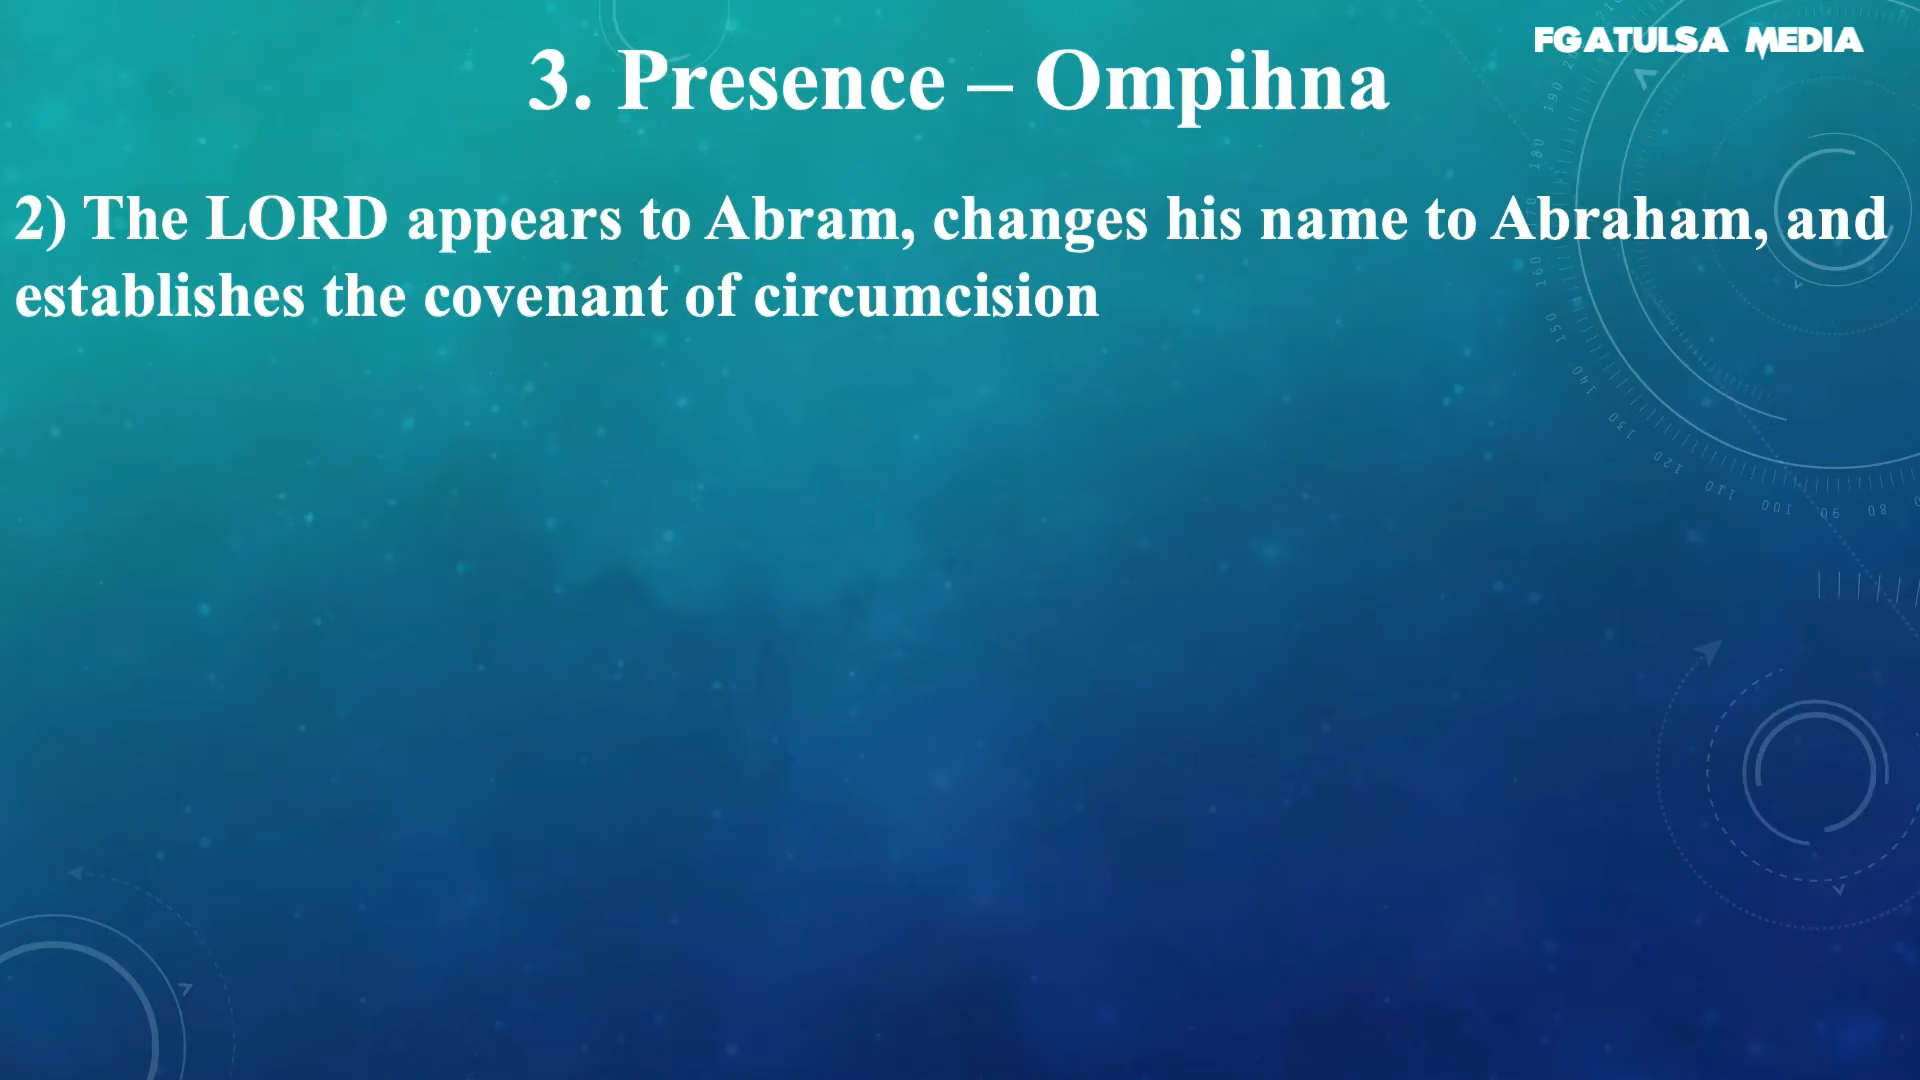 FGATULSA MEDIA
3. Presence – Ompihna
2) The LORD appears to Abram, changes his name to Abraham, and
establishes the covenant of circumcision